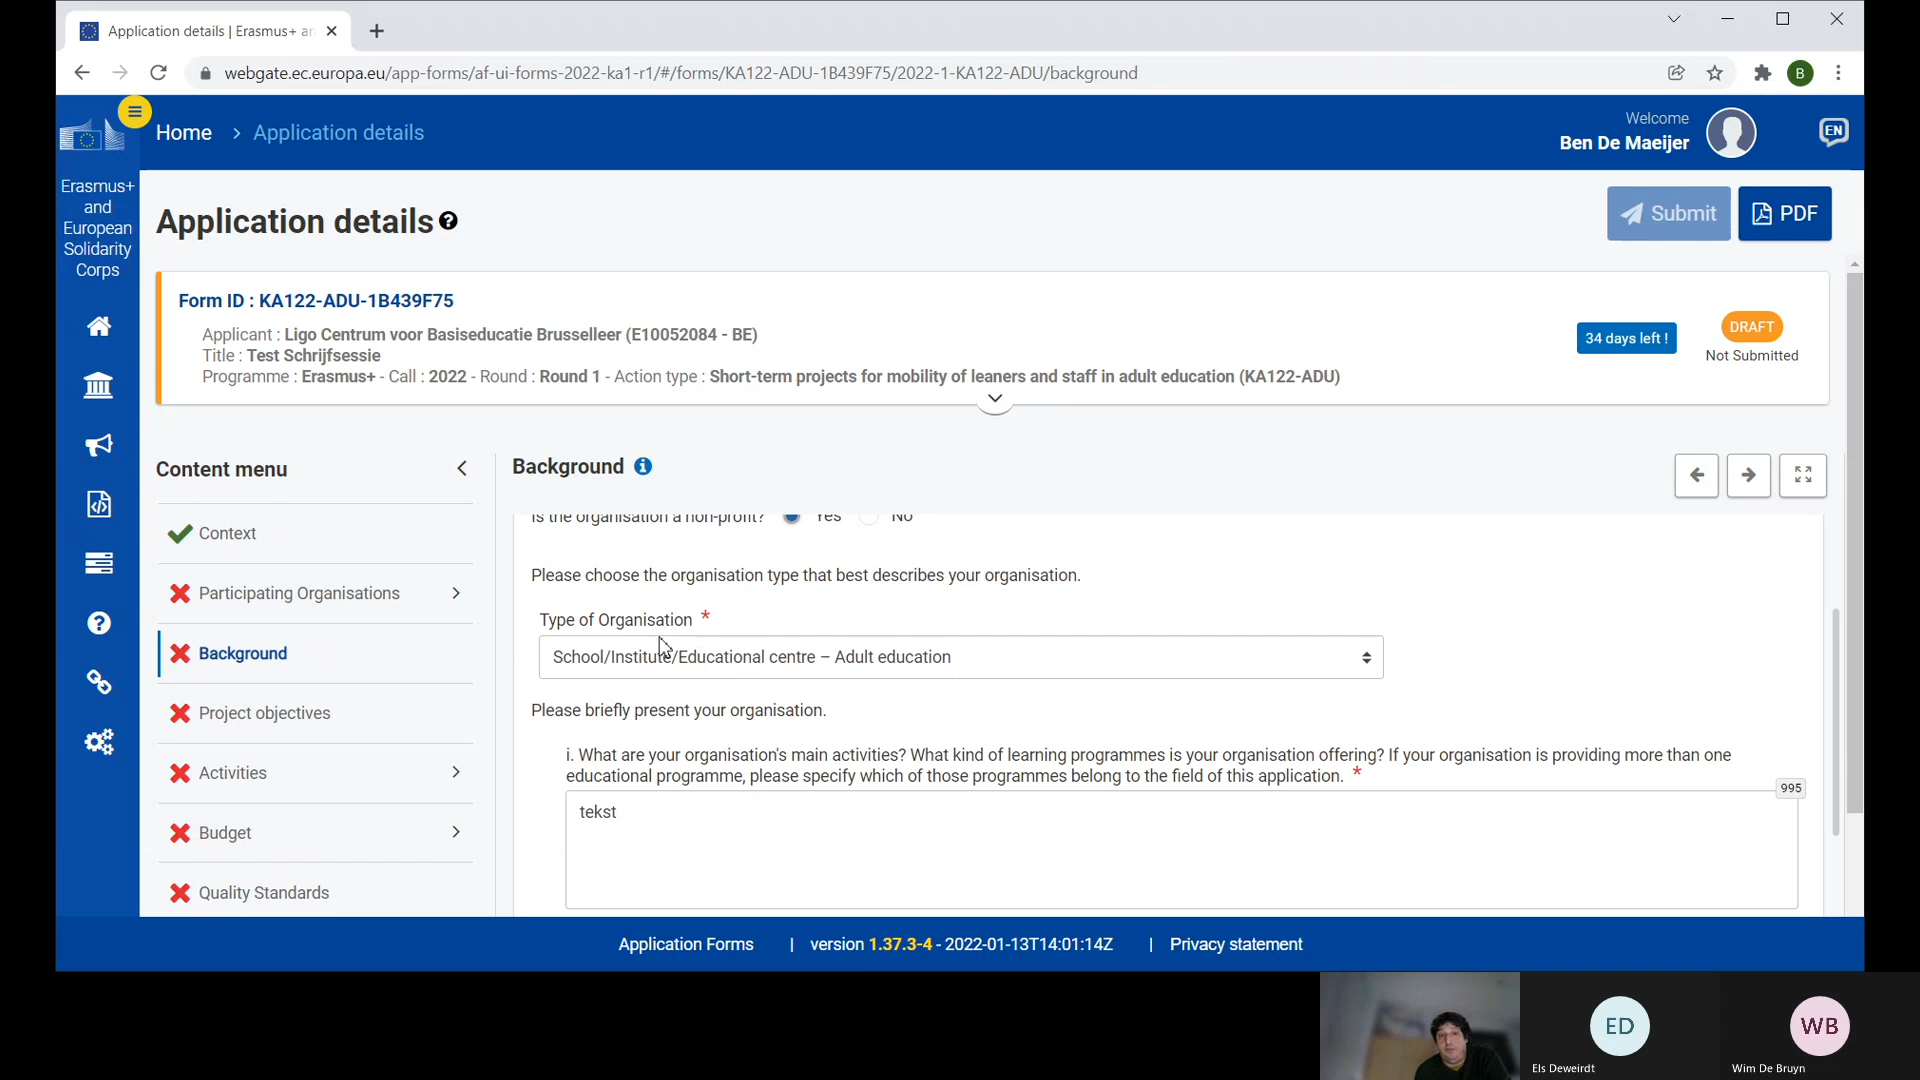 Application details | Erasmus+ an
webgate.ec.europa.eu/app-forms/af-ui-forms-2022-ka1-r1/#/forms/KA122-ADU-1B439F75/2022-1-KA122-ADU/background
B
Home > Application details
Welcome
Ben De Maeijer
EN
Erasmus+
and
European
Solidarity
Corps
Application details
Submit
PDF
Form ID : KA122-ADU-1B439F75
Applicant : Ligo Centrum voor Basiseducatie Brusselleer (E10052084 - BE)
Title : Test Schrijfsessie
Programme : Erasmus+ - Call : 2022 - Round : Round 1 - Action type : Short-term projects for mobility of leaners and staff in adult education (KA122-ADU)
34 days left !
DRAFT
Not Submitted
Content menu
Context
Participating Organisations
Background
Project objectives
Activities
Budget
Quality Standards
Background
Is the organisation a non-profit? Yes No
Please choose the organisation type that best describes your organisation.
Type of Organisation *
School/Institute/Educational centre – Adult education
Please briefly present your organisation.
i. What are your organisation's main activities? What kind of learning programmes is your organisation offering? If your organisation is providing more than one
educational programme, please specify which of those programmes belong to the field of this application. *
995
tekst
Application Forms | version 1.37.3-4 - 2022-01-13T14:01:14Z | Privacy statement
ED
Els Deweirdt
WB
Wim De Bruyn